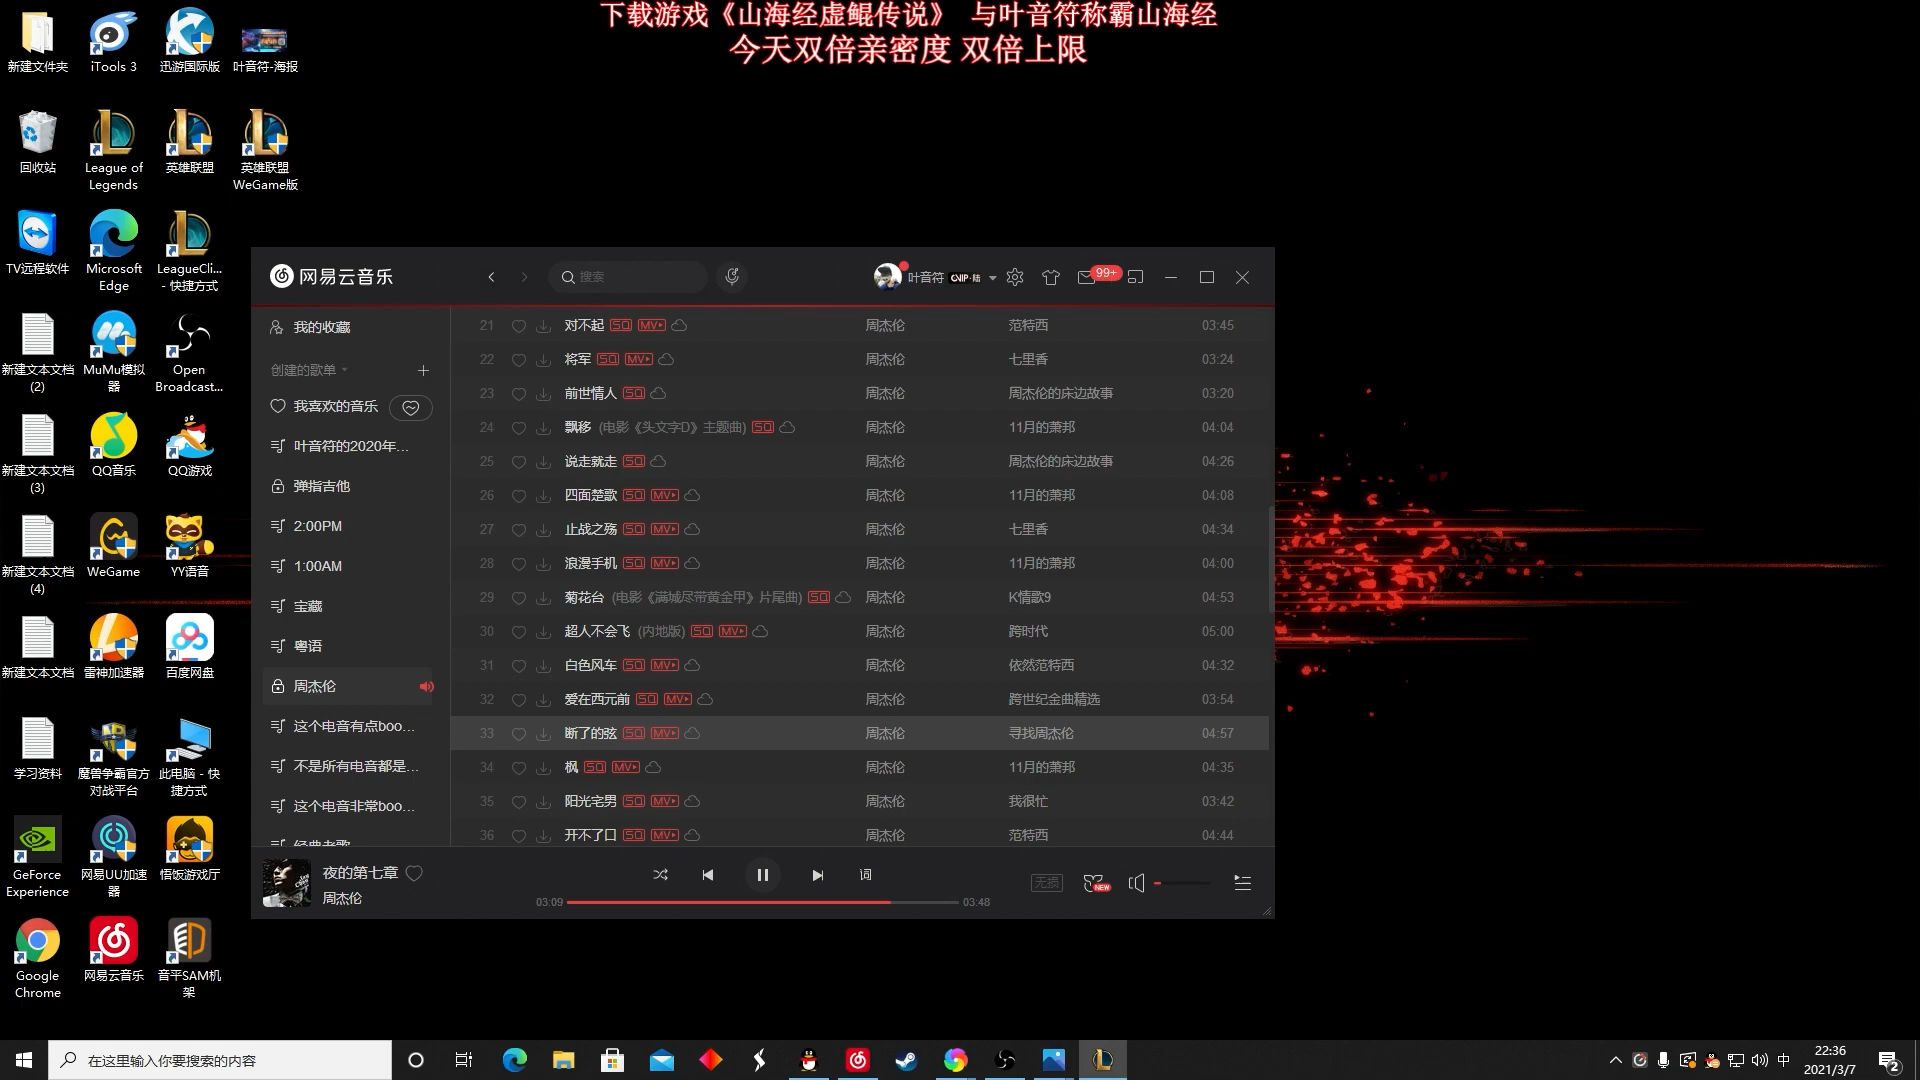 下载游戏《山海经虚鲲传说》 与叶音符称霸山海经
今天双倍亲密度 双倍上限
新建文件夹
iTools 3
迅游国际版
叶音符-海报
回收站
League of
Legends
英雄联盟
英雄联盟
WeGame版
TV远程软件
Microsoft
Edge
LeagueCli...
- 快捷方式
新建文本文档
(2)
MuMu模拟
器
Open
Broadcast...
新建文本文档
(3)
QQ音乐
QQ游戏
新建文本文档
(4)
WeGame
YY语音
新建文本文档
雷神加速器
百度网盘
学习资料
魔兽争霸官方
对战平台
此电脑 - 快
捷方式
GeForce
Experience
网易UU加速
器
悟饭游戏厅
Google
Chrome
网易云音乐
音平SAM机
架
网易云音乐
搜索
叶音符
99+
我的收藏
创建的歌单
我喜欢的音乐
叶音符的2020年...
弹指吉他
2:00PM
1:00AM
宝藏
粤语
周杰伦
这个电音有点boo...
不是所有电音都是...
这个电音非常boo...
经典老歌
21 对不起 SQ MV 周杰伦 范特西 03:45
22 将军 SQ MV 周杰伦 七里香 03:24
23 前世情人 SQ 周杰伦 周杰伦的床边故事 03:20
24 飘移 (电影《头文字D》主题曲) SQ 周杰伦 11月的萧邦 04:04
25 说走就走 SQ 周杰伦 周杰伦的床边故事 04:26
26 四面楚歌 SQ MV 周杰伦 11月的萧邦 04:08
27 止战之殇 SQ MV 周杰伦 七里香 04:34
28 浪漫手机 SQ MV 周杰伦 11月的萧邦 04:00
29 菊花台 (电影《满城尽带黄金甲》片尾曲) SQ 周杰伦 K情歌9 04:53
30 超人不会飞 (内地版) SQ MV 周杰伦 跨时代 05:00
31 白色风车 SQ MV 周杰伦 依然范特西 04:32
32 爱在西元前 SQ MV 周杰伦 跨世纪金曲精选 03:54
33 断了的弦 SQ MV 周杰伦 寻找周杰伦 04:57
34 枫 SQ MV 周杰伦 11月的萧邦 04:35
35 阳光宅男 SQ MV 周杰伦 我很忙 03:42
36 开不了口 SQ MV 周杰伦 范特西 04:44
夜的第七章
周杰伦
词
03:09
03:48
无损
NEW
在这里输入你要搜索的内容
中
22:36
2021/3/7
2